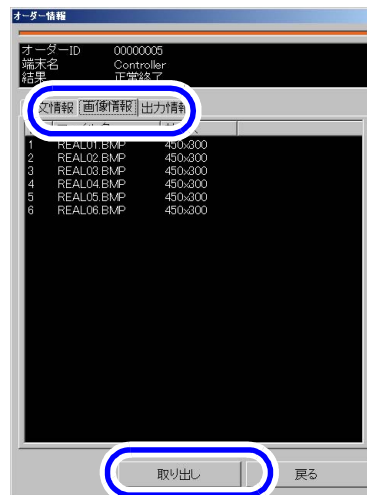 オーダー情報
オーダーID 00000005
端末名 Controller
結果 正常終了
文情報 画像情報 出力情報
1 REAL01.BMP 450x300
2 REAL02.BMP 450x300
3 REAL03.BMP 450x300
4 REAL04.BMP 450x300
5 REAL05.BMP 450x300
6 REAL06.BMP 450x300
取り出し 戻る